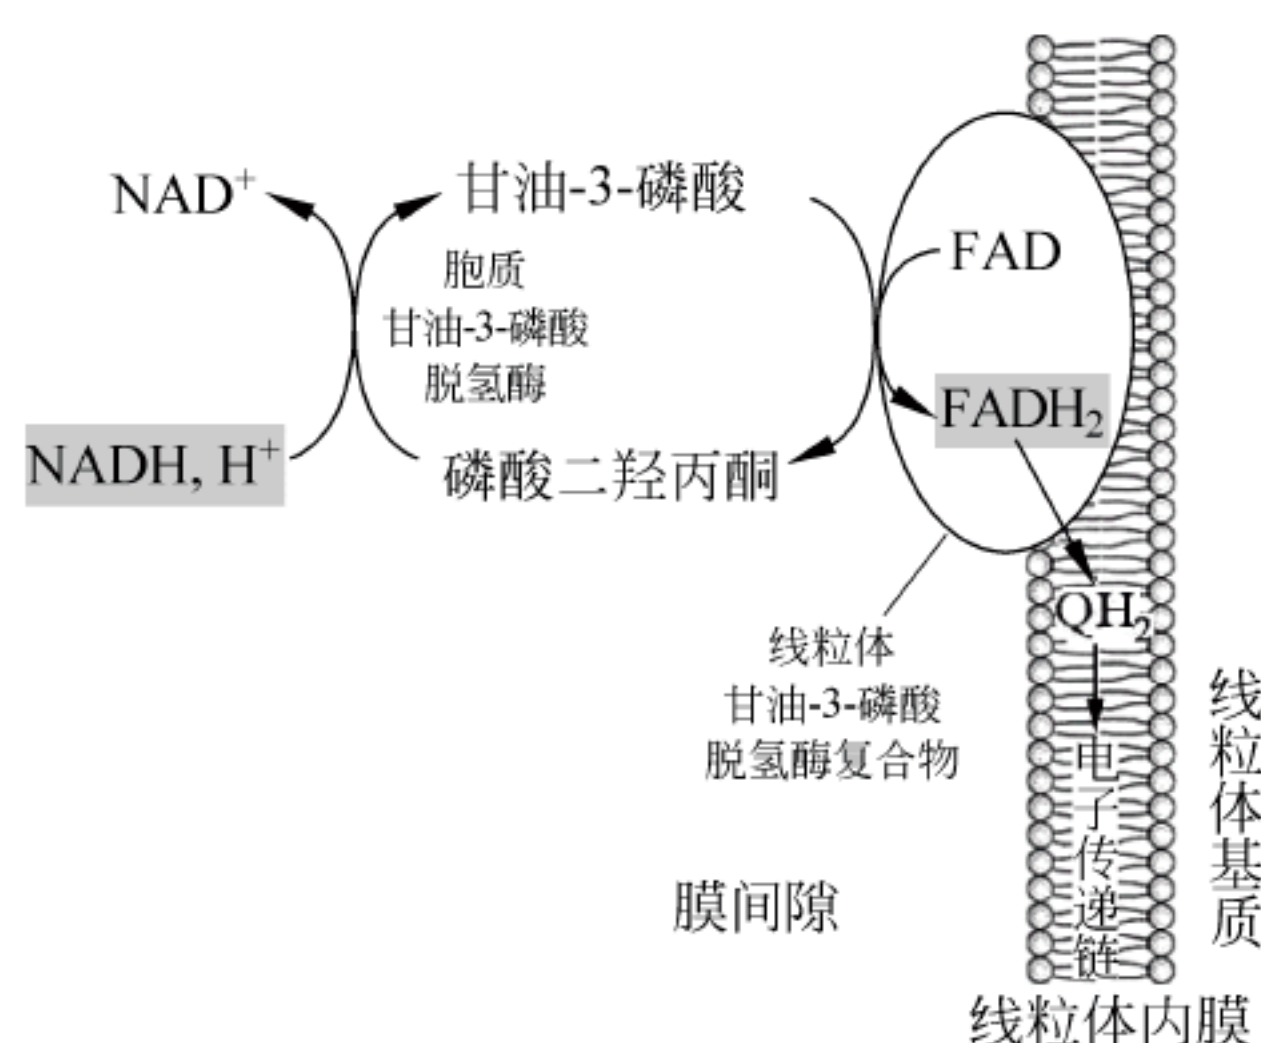 NAD⁺
甘油-3-磷酸
FAD
胞质
甘油-3-磷酸
脱氢酶
NADH, H⁺
磷酸二羟丙酮
FADH₂
QH₂
线粒体
甘油-3-磷酸
脱氢酶复合物
电子传递链
线粒体基质
膜间隙
线粒体内膜